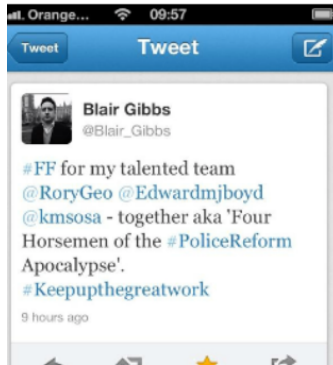 .ııl. Orange... 09:57
Tweet Tweet
Blair Gibbs
@Blair_Gibbs
#FF for my talented team
@RoryGeo @Edwardmjboyd
@kmsosa - together aka 'Four
Horsemen of the #PoliceReform
Apocalypse'.
#Keepupthegreatwork
9 hours ago